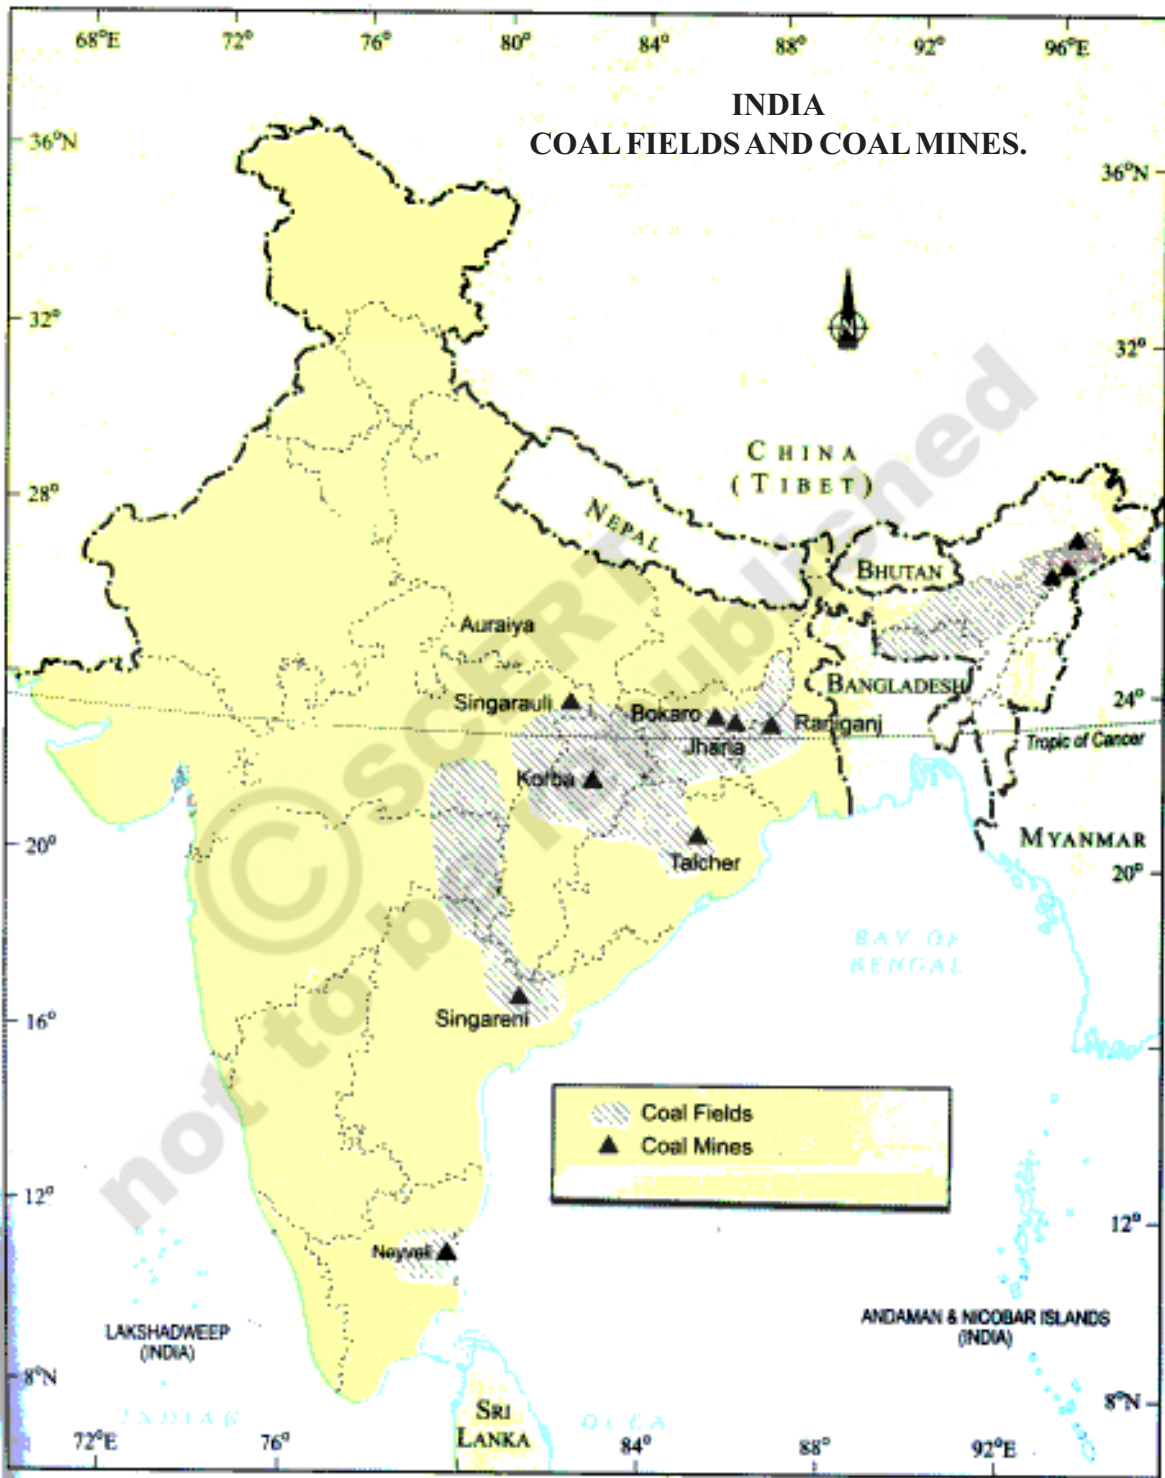 68°E 72° 76° 80° 84° 88° 92° 96°E
INDIA
COAL FIELDS AND COAL MINES.
36°N
36°N
N
32°
32°
CHINA
(TIBET)
28°
NEPAL
BHUTAN
Auraiya
BANGLADESH
Singarauli
Bokaro
Raniganj
24°
Jharia
Tropic of Cancer
Korba
MYANMAR
20°
Talcher
20°
BAY OF
BENGAL
16°
Singareni
Coal Fields
Coal Mines
12°
12°
Neyveli
LAKSHADWEEP
(INDIA)
ANDAMAN & NICOBAR ISLANDS
(INDIA)
8°N
8°N
INDIAN
SRI
LANKA
OCEA
72°E 76° 84° 88° 92°E
© SCERT
not to be published